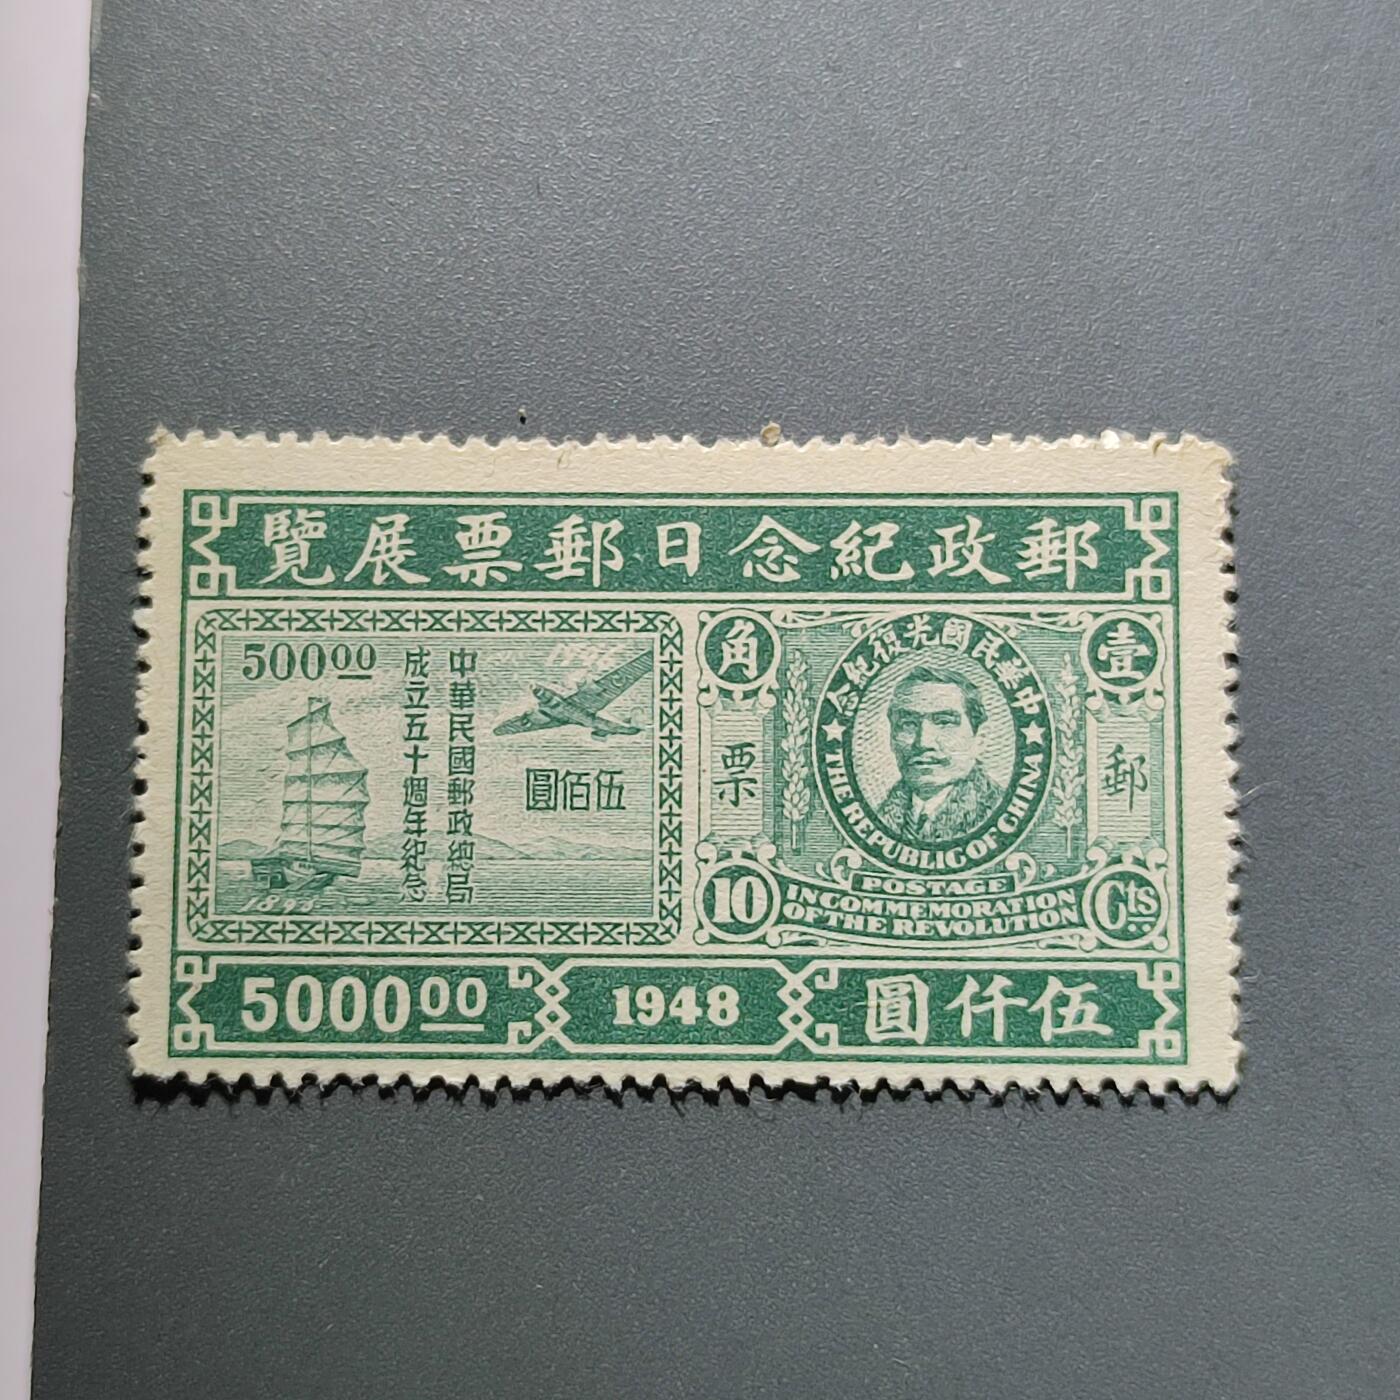 郵政紀念日郵票展覽
500 00
中華民國郵政總局
成立五十週年紀念
伍佰圓
壹角
郵票
中華民國光復紀念
THE REPUBLIC OF CHINA
POSTAGE
IN COMMEMORATION
OF THE REVOLUTION
10 Cts
5000 00
1948
伍仟圓